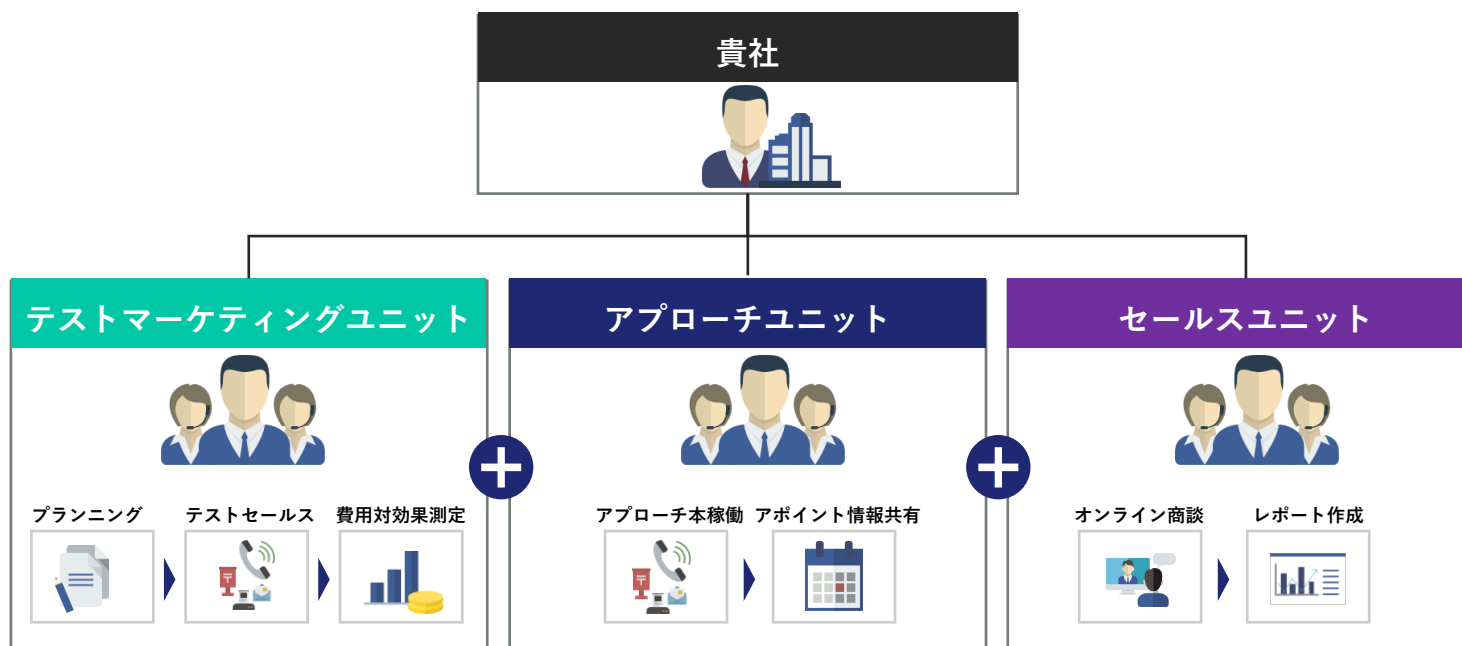 貴社
テストマーケティングユニット
アプローチユニット
セールスユニット
プランニング
テストセールス
費用対効果測定
アプローチ本稼働
アポイント情報共有
オンライン商談
レポート作成
〒
〒